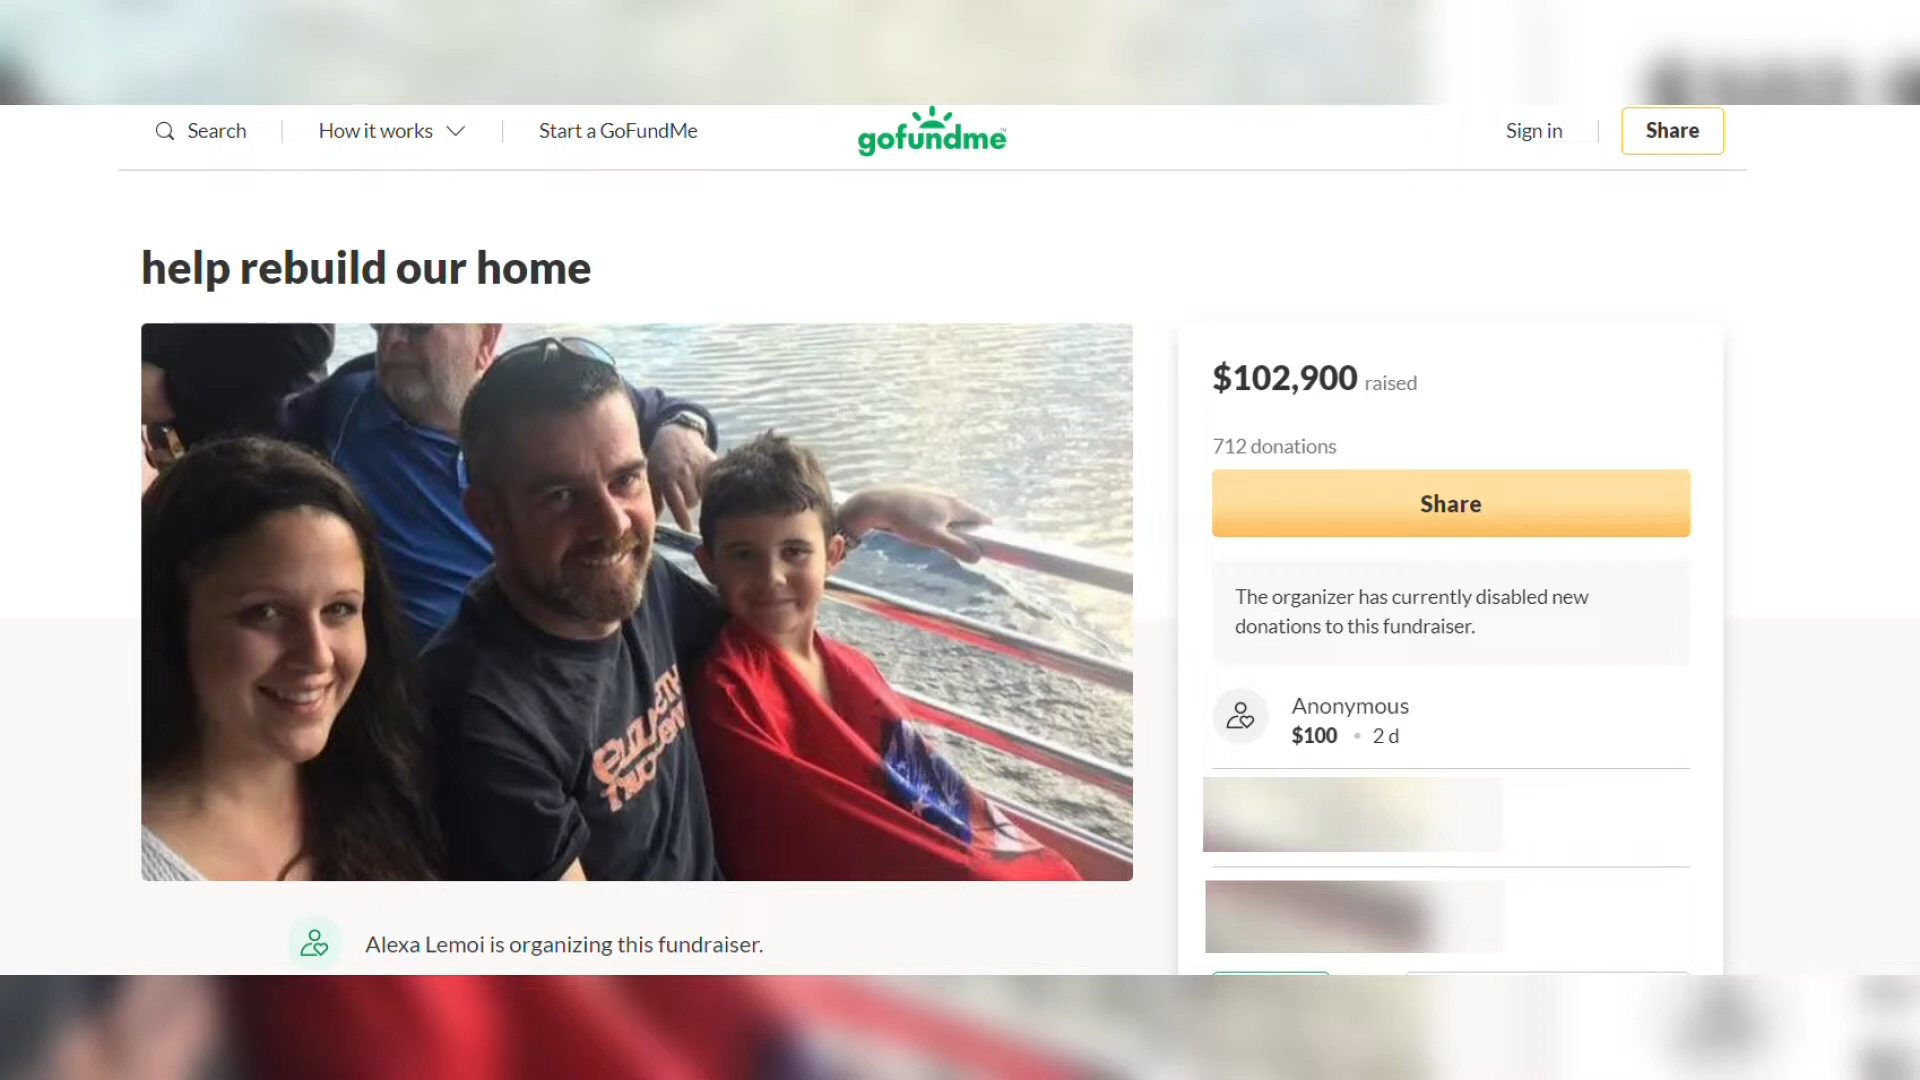 Search
How it works
Start a GoFundMe
gofundme
Sign in
Share
help rebuild our home
$102,900 raised
712 donations
Share
The organizer has currently disabled new
donations to this fundraiser.
Anonymous
$100 • 2 d
Alexa Lemoi is organizing this fundraiser.